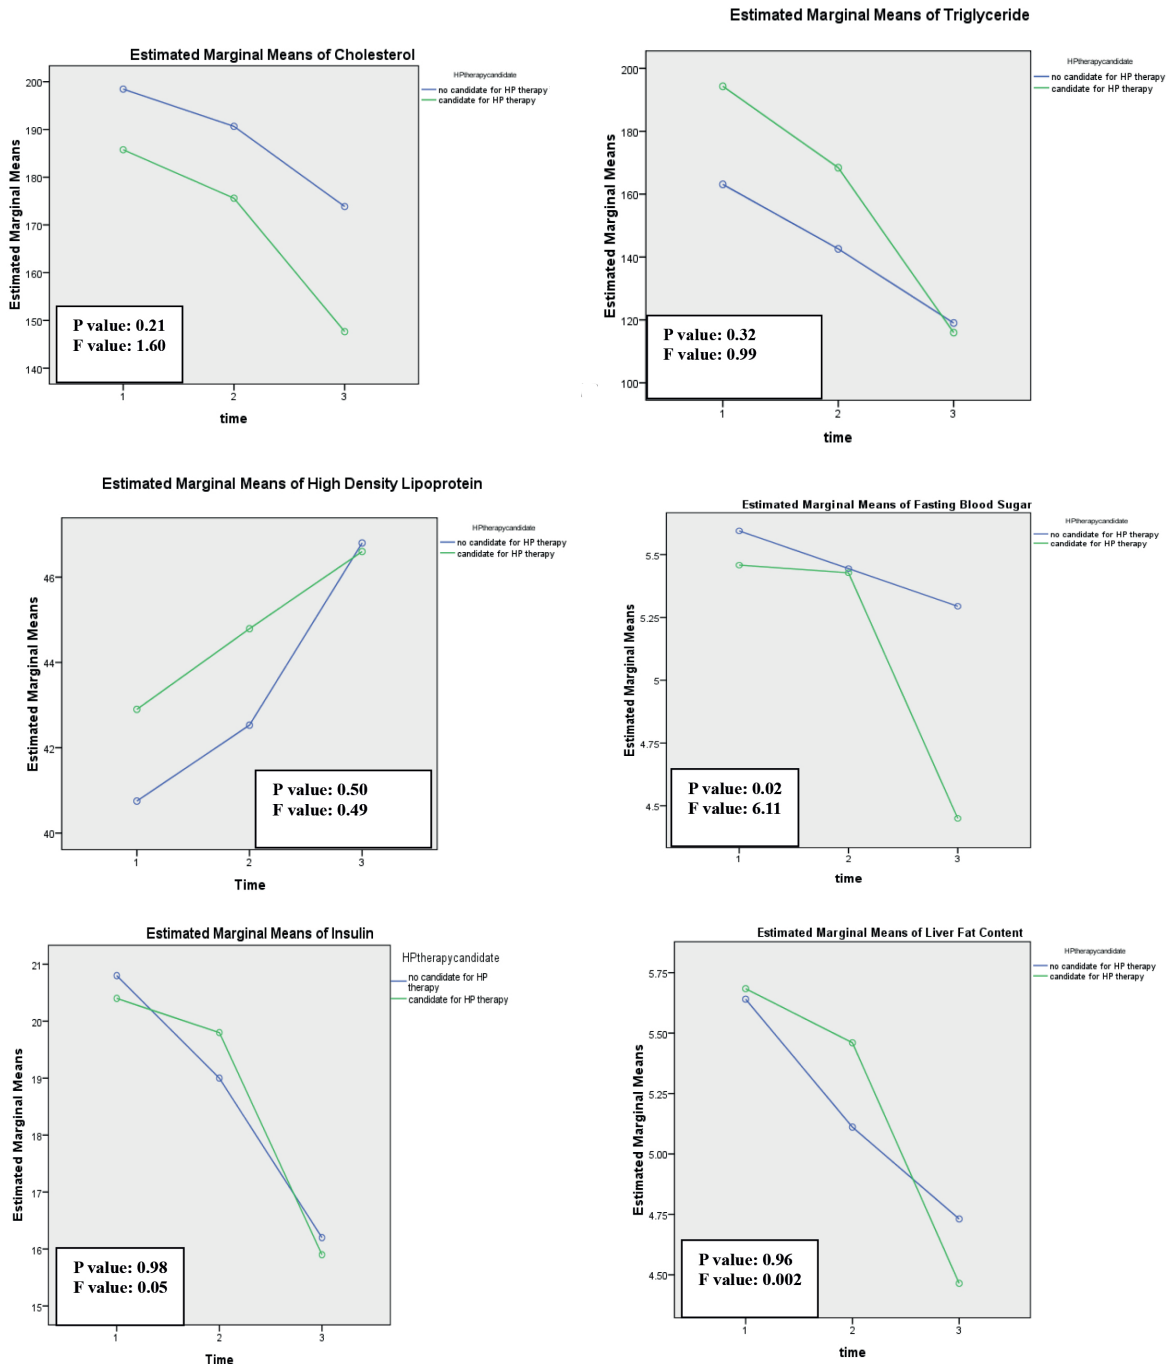 Estimated Marginal Means of Cholesterol
HPtherapycandidate
no candidate for HP therapy
candidate for HP therapy
Estimated Marginal Means
200
190
180
170
160
150
140
P value: 0.21
F value: 1.60
1 2 3
time
Estimated Marginal Means of Triglyceride
HPtherapycandidate
no candidate for HP therapy
candidate for HP therapy
Estimated Marginal Means
200
180
160
140
120
100
P value: 0.32
F value: 0.99
1 2 3
time
Estimated Marginal Means of High Density Lipoprotein
HPtherapycandidate
no candidate for HP therapy
candidate for HP therapy
Estimated Marginal Means
46
44
42
40
P value: 0.50
F value: 0.49
1 2 3
Time
Estimated Marginal Means of Fasting Blood Sugar
HPtherapycandidate
no candidate for HP therapy
candidate for HP therapy
Estimated Marginal Means
5.5
5.25
5
4.75
4.5
P value: 0.02
F value: 6.11
1 2 3
time
Estimated Marginal Means of Insulin
HPtherapycandidate
no candidate for HP
therapy
candidate for HP therapy
Estimated Marginal Means
21
20
19
18
17
16
15
P value: 0.98
F value: 0.05
1 2 3
Time
Estimated Marginal Means of Liver Fat Content
HPtherapycandidate
no candidate for HP therapy
candidate for HP therapy
Estimated Marginal Means
5.75
5.50
5.25
5.00
4.75
4.50
P value: 0.96
F value: 0.002
1 2 3
time